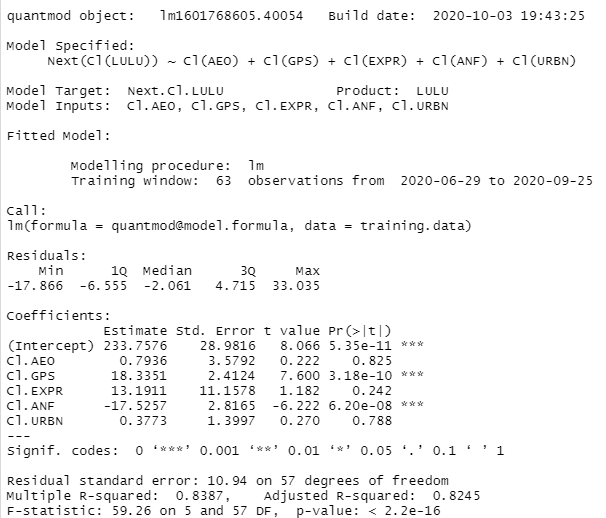 quantmod object:   lm1601768605.40054   Build date:  2020-10-03 19:43:25
Model Specified:
     Next(Cl(LULU)) ~ Cl(AEO) + Cl(GPS) + Cl(EXPR) + Cl(ANF) + Cl(URBN)
Model Target:  Next.Cl.LULU                 Product:  LULU
Model Inputs:  Cl.AEO, Cl.GPS, Cl.EXPR, Cl.ANF, Cl.URBN
Fitted Model:
        Modelling procedure:  lm
        Training window:  63  observations from  2020-06-29 to 2020-09-25
Call:
lm(formula = quantmod@model.formula, data = training.data)
Residuals:
    Min      1Q  Median      3Q     Max
-17.866  -6.555  -2.061   4.715  33.035
Coefficients:
            Estimate Std. Error t value Pr(>|t|)
(Intercept) 233.7576    28.9816   8.066 5.35e-11 ***
Cl.AEO        0.7936     3.5792   0.222    0.825
Cl.GPS       18.3351     2.4124   7.600 3.18e-10 ***
Cl.EXPR      13.1911    11.1578   1.182    0.242
Cl.ANF      -17.5257     2.8165  -6.222 6.20e-08 ***
Cl.URBN       0.3773     1.3997   0.270    0.788
---
Signif. codes:  0 ‘***’ 0.001 ‘**’ 0.01 ‘*’ 0.05 ‘.’ 0.1 ‘ ’ 1
Residual standard error: 10.94 on 57 degrees of freedom
Multiple R-squared:  0.8387,    Adjusted R-squared:  0.8245
F-statistic: 59.26 on 5 and 57 DF,  p-value: < 2.2e-16